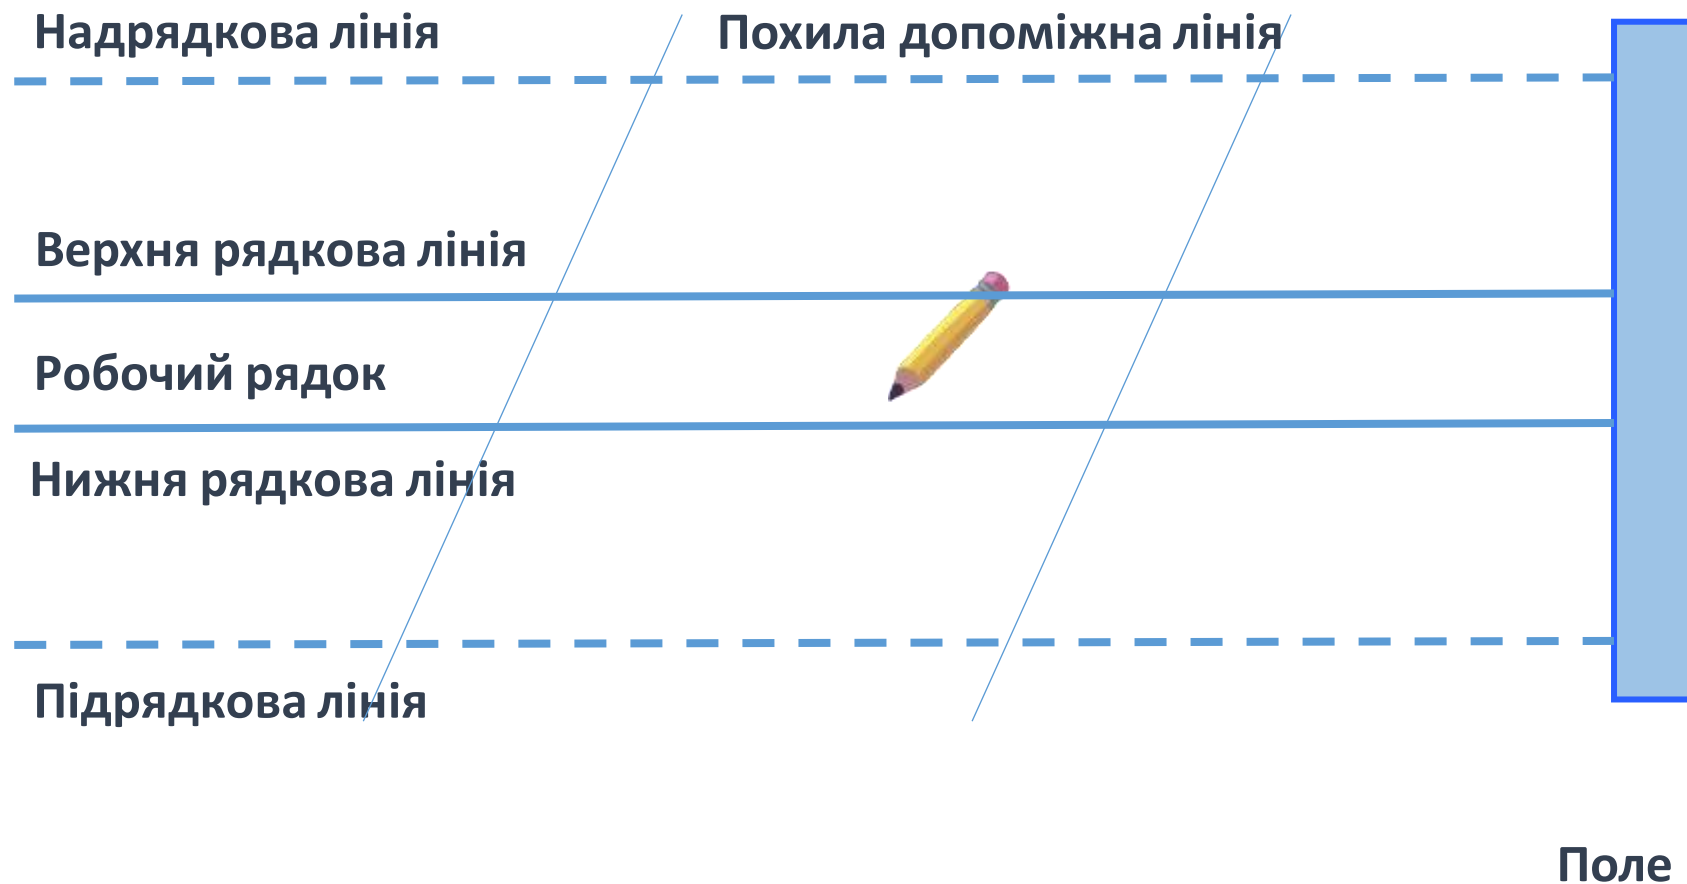 Надрядкова лінія
Похила допоміжна лінія
Верхня рядкова лінія
Робочий рядок
Нижня рядкова лінія
Підрядкова лінія
Поле